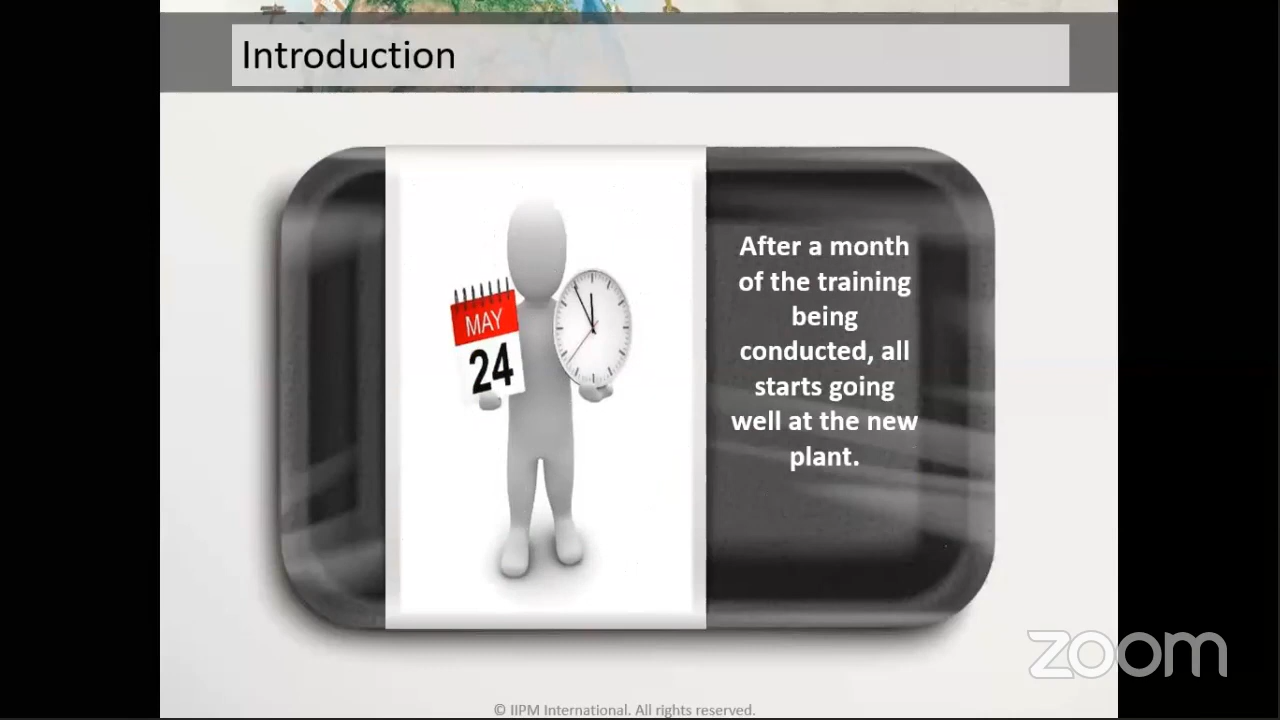 Introduction
MAY
24
After a month
of the training
being
conducted, all
starts going
well at the new
plant.
zoom
© IIPM International. All rights reserved.